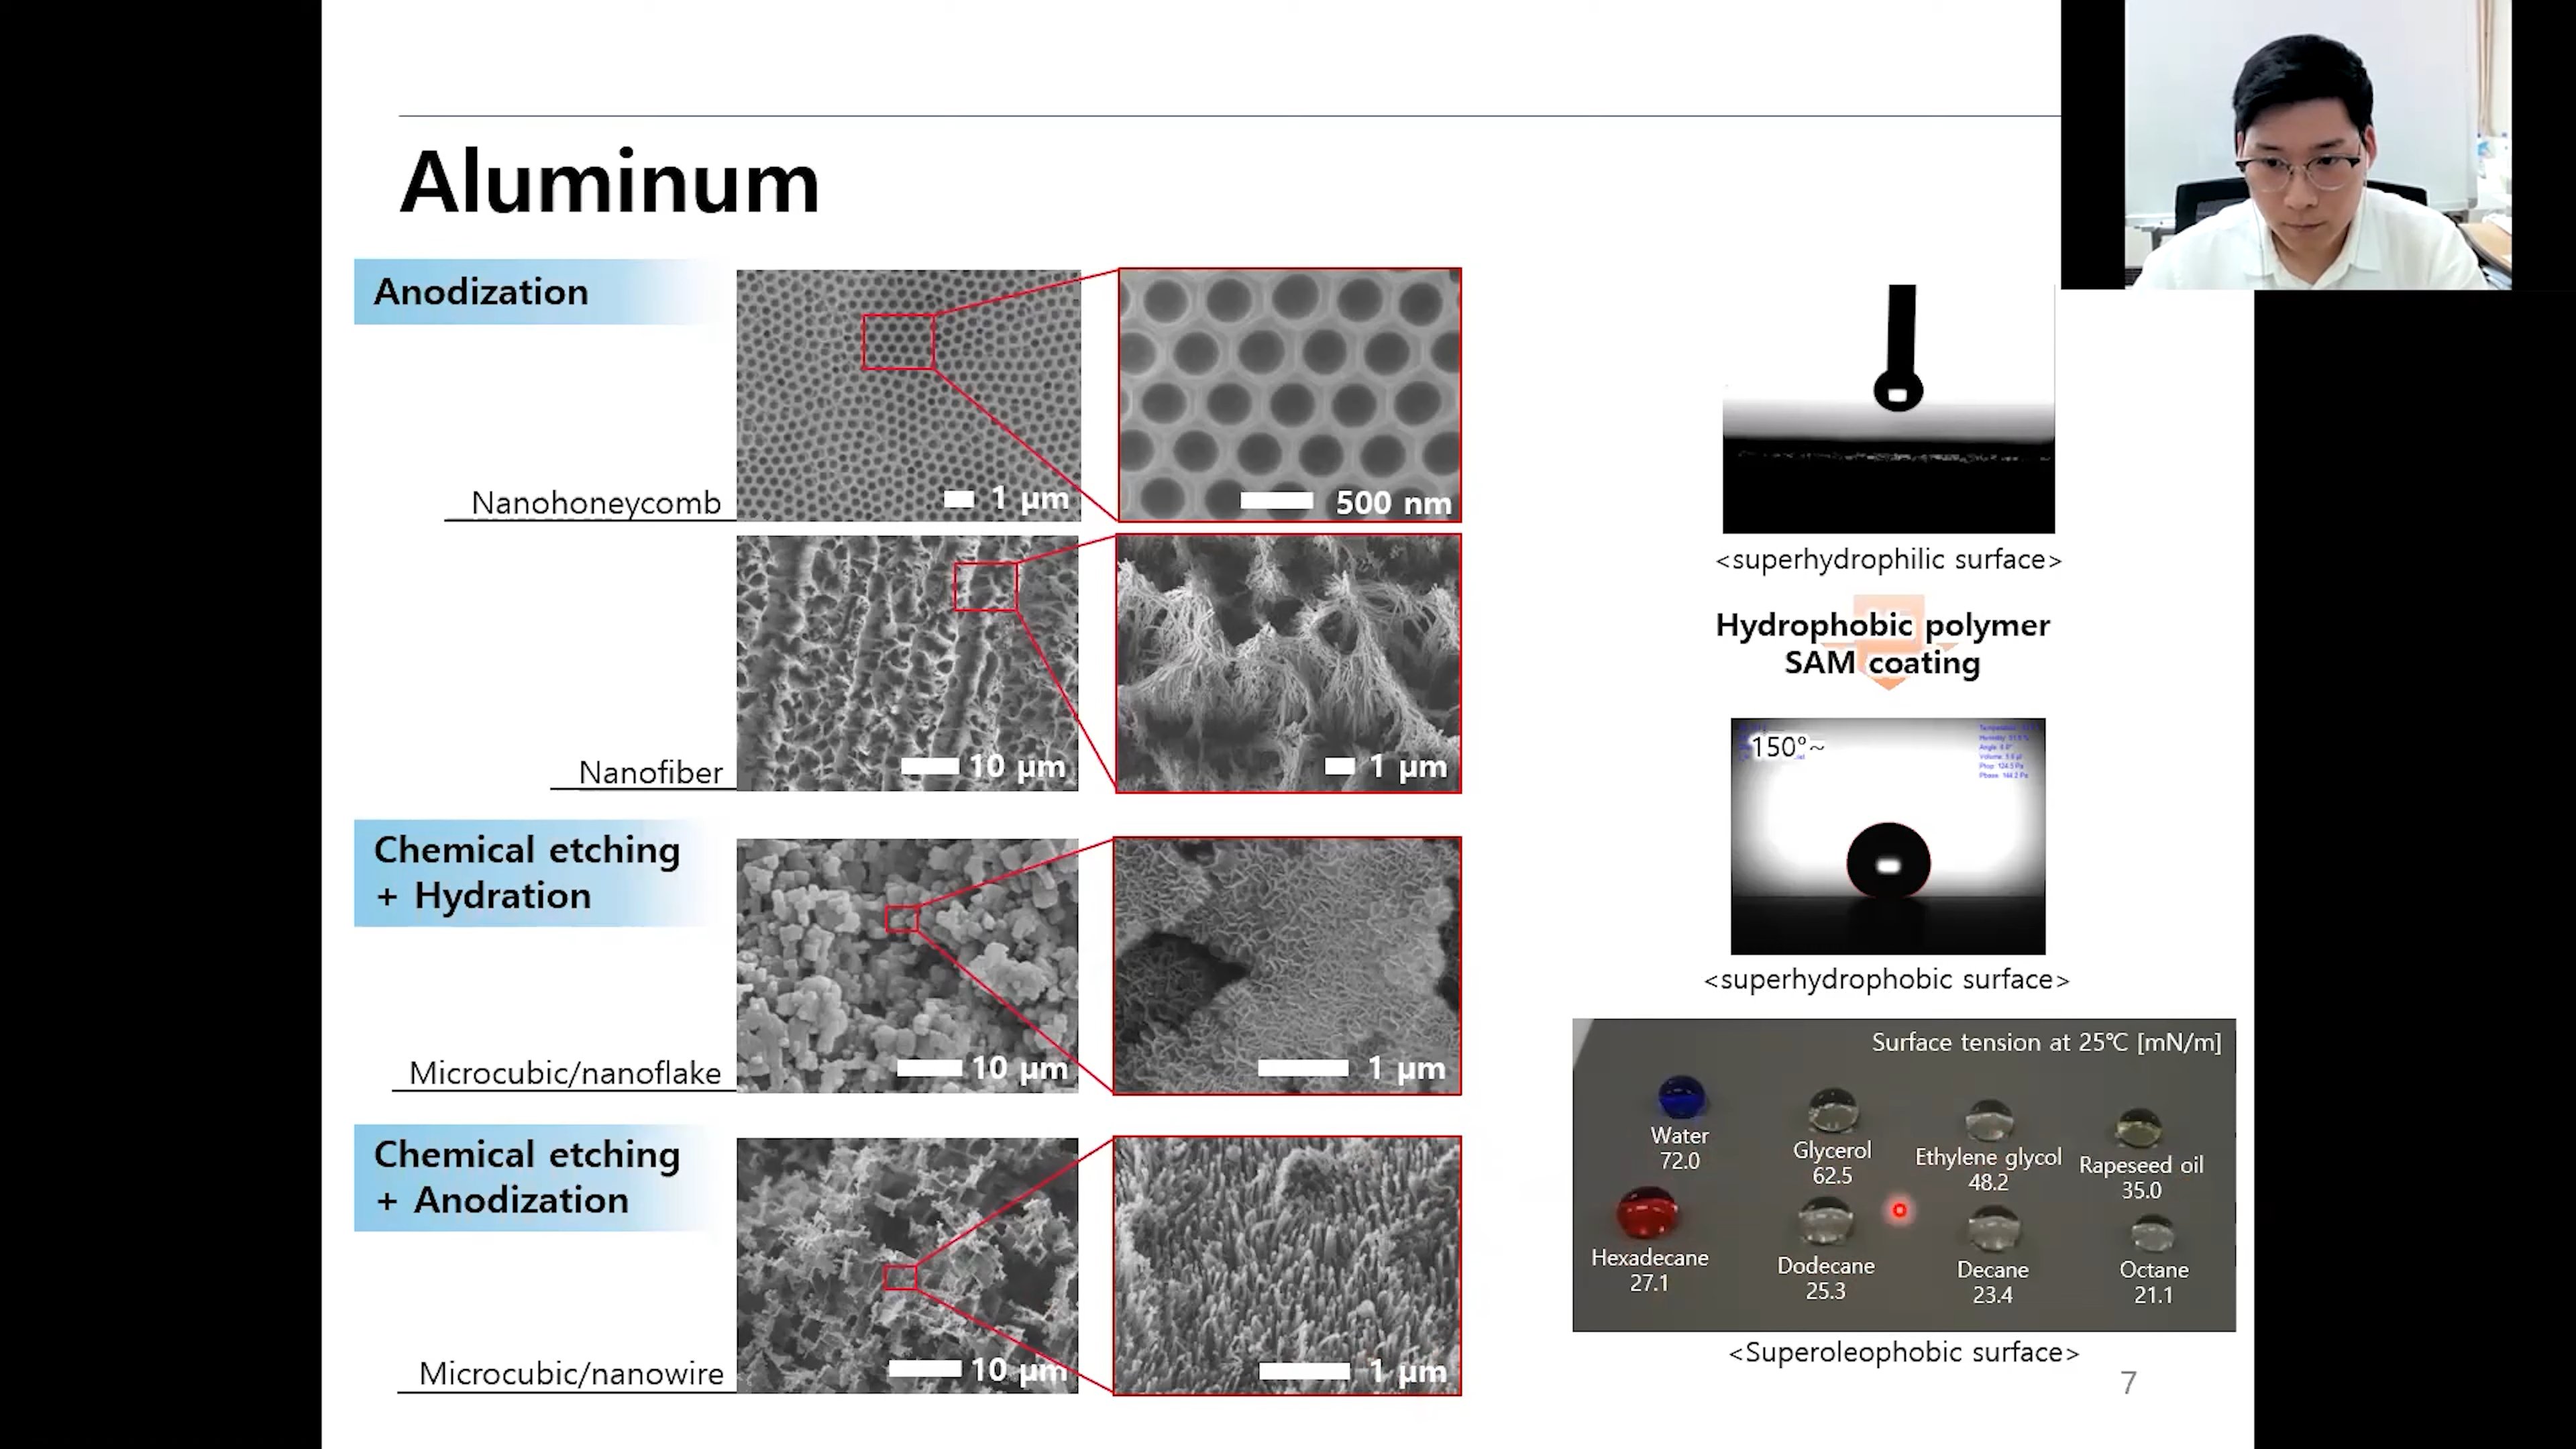 Aluminum
Anodization
Nanohoneycomb
1 μm
500 nm
Nanofiber
10 μm
1 μm
Chemical etching
+ Hydration
Microcubic/nanoflake
10 μm
1 μm
Chemical etching
+ Anodization
Microcubic/nanowire
10 μm
1 μm
<superhydrophilic surface>
Hydrophobic polymer
SAM coating
150°~
<superhydrophobic surface>
Surface tension at 25℃ [mN/m]
Water
72.0
Glycerol
62.5
Ethylene glycol
48.2
Rapeseed oil
35.0
Hexadecane
27.1
Dodecane
25.3
Decane
23.4
Octane
21.1
<Superoleophobic surface>
7